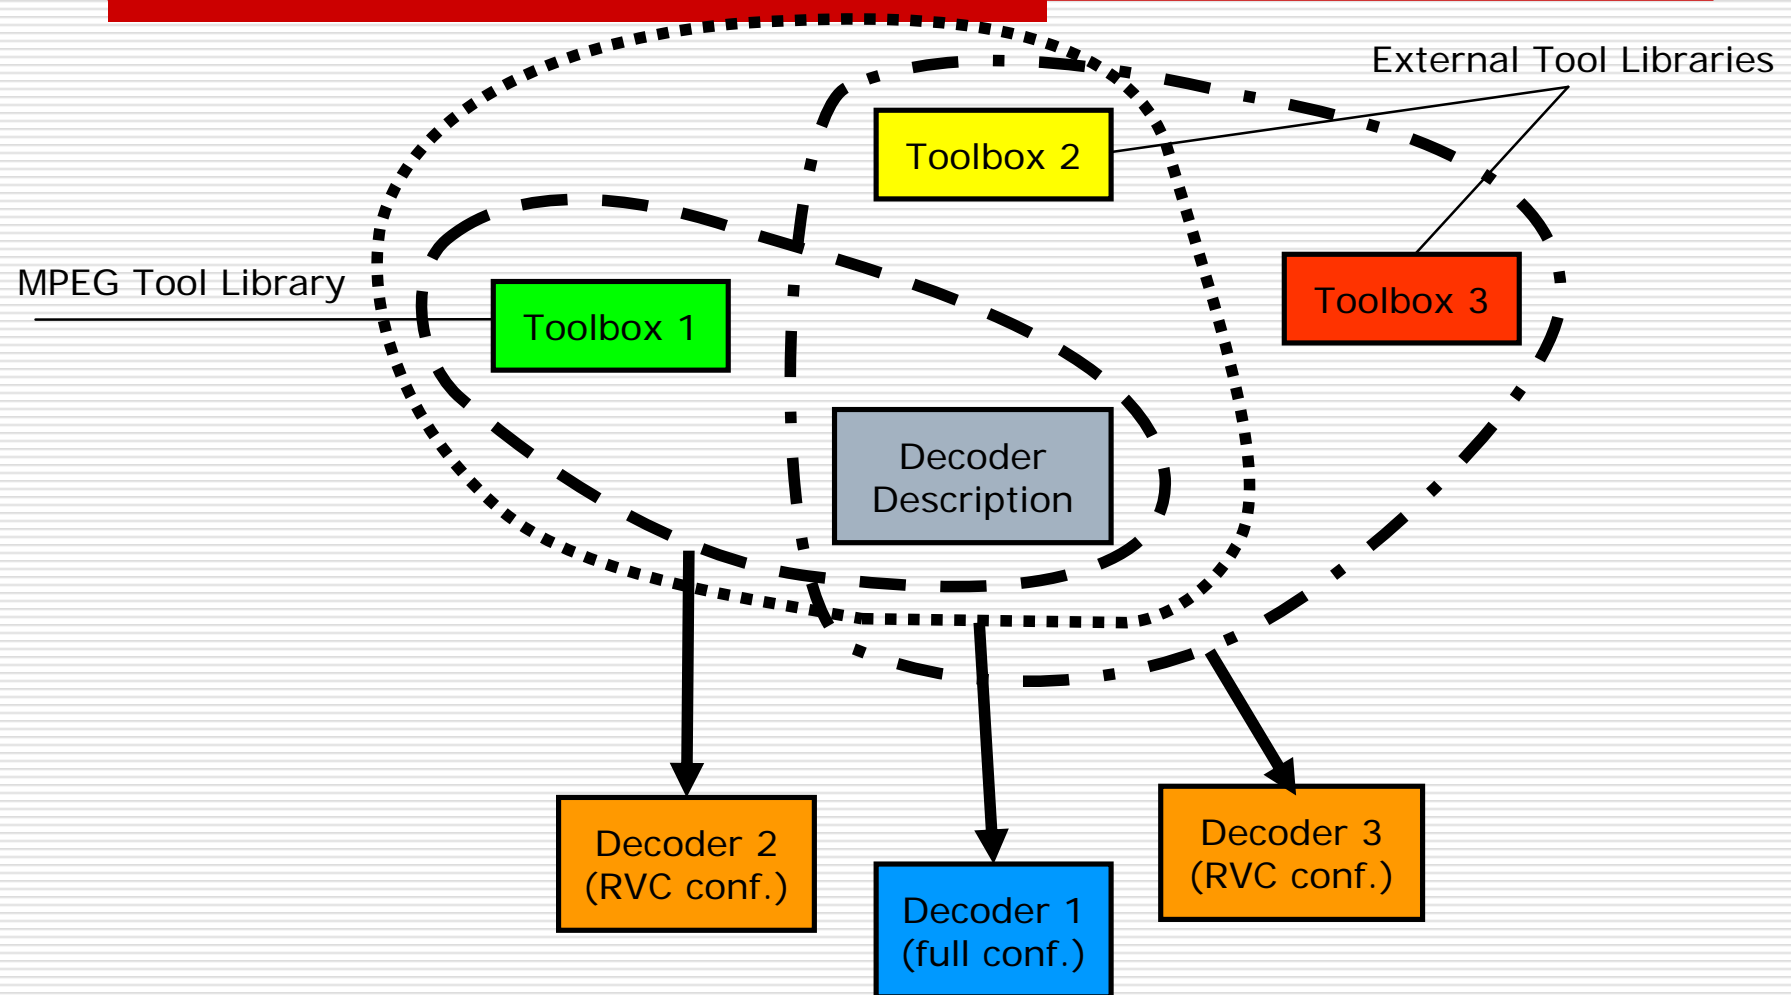 External Tool Libraries
Toolbox 2
MPEG Tool Library
Toolbox 1
Toolbox 3
Decoder
Description
Decoder 2
(RVC conf.)
Decoder 1
(full conf.)
Decoder 3
(RVC conf.)